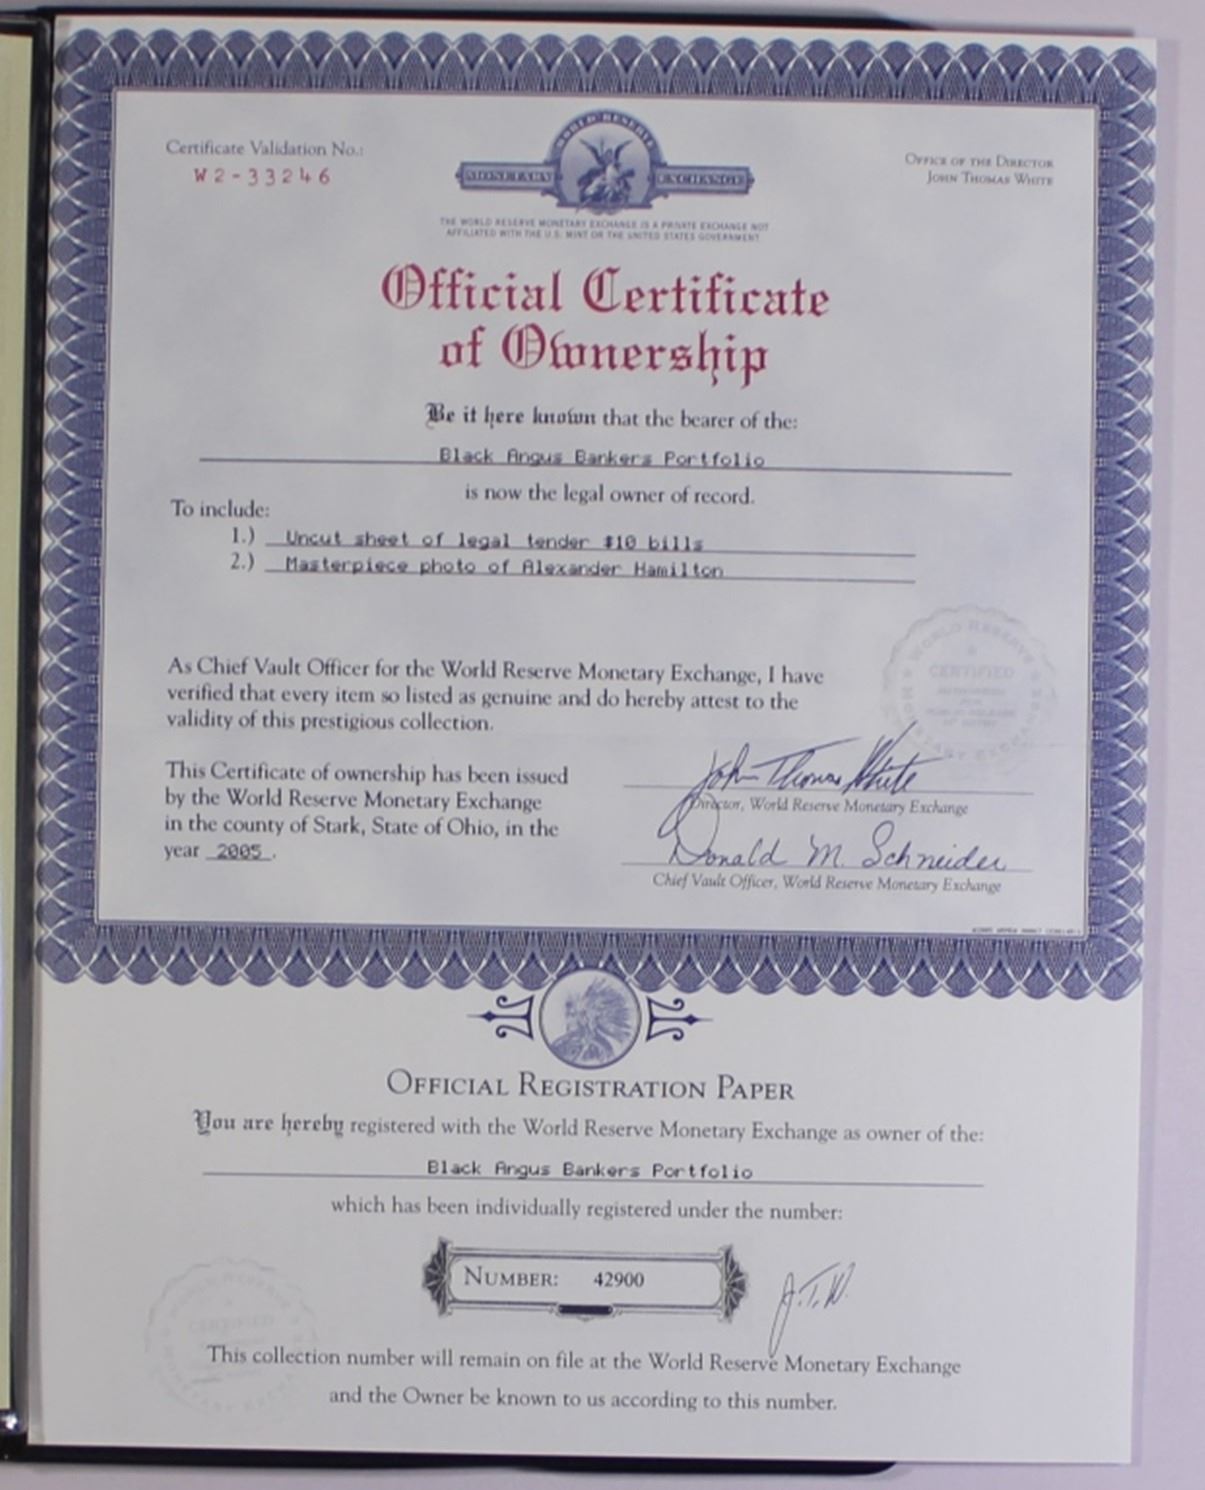 Certificate Validation No.:
W2-33246
WORLD RESERVE
MONETARY EXCHANGE
OFFICE OF THE DIRECTOR
JOHN THOMAS WHITE
THE WORLD RESERVE MONETARY EXCHANGE IS A PRIVATE EXCHANGE NOT
AFFILIATED WITH THE U.S. MINT OR THE UNITED STATES GOVERNMENT
Official Certificate
of Ownership
Be it here known that the bearer of the:
Black Angus Bankers Portfolio
is now the legal owner of record.
To include:
1.) Uncut sheet of legal tender $10 bills
2.) Masterpiece photo of Alexander Hamilton
WORLD RESERVE
CERTIFIED
MONETARY EXCHANGE
As Chief Vault Officer for the World Reserve Monetary Exchange, I have
verified that every item so listed as genuine and do hereby attest to the
validity of this prestigious collection.
This Certificate of ownership has been issued
by the World Reserve Monetary Exchange
in the county of Stark, State of Ohio, in the
year 2005.
John Thomas White
Director, World Reserve Monetary Exchange
Donald M. Schneider
Chief Vault Officer, World Reserve Monetary Exchange
OFFICIAL REGISTRATION PAPER
You are hereby registered with the World Reserve Monetary Exchange as owner of the:
Black Angus Bankers Portfolio
which has been individually registered under the number:
NUMBER: 42900
J.T.W.
WORLD RESERVE
CERTIFIED
MONETARY EXCHANGE
This collection number will remain on file at the World Reserve Monetary Exchange
and the Owner be known to us according to this number.